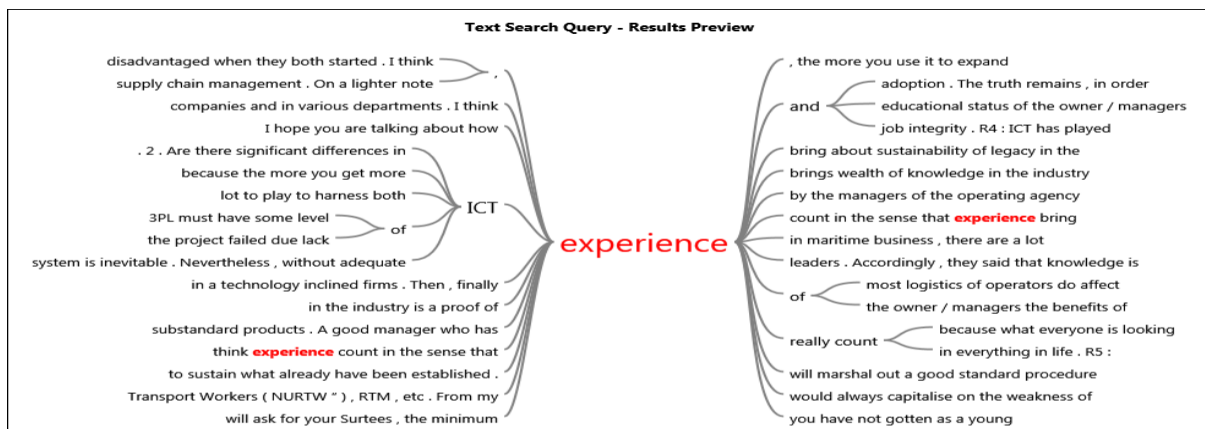 Text Search Query - Results Preview
disadvantaged when they both started . I think
supply chain management . On a lighter note
,
companies and in various departments . I think
I hope you are talking about how
. 2 . Are there significant differences in
because the more you get more
lot to play to harness both
3PL must have some level
the project failed due lack
of
system is inevitable . Nevertheless , without adequate
ICT
in a technology inclined firms . Then , finally
in the industry is a proof of
substandard products . A good manager who has
think experience count in the sense that
to sustain what already have been established .
Transport Workers ( NURTW " ) , RTM , etc . From my
will ask for your Surtees , the minimum
experience
, the more you use it to expand
and
adoption . The truth remains , in order
educational status of the owner / managers
job integrity . R4 : ICT has played
bring about sustainability of legacy in the
brings wealth of knowledge in the industry
by the managers of the operating agency
count in the sense that experience bring
in maritime business , there are a lot
leaders . Accordingly , they said that knowledge is
of
most logistics of operators do affect
the owner / managers the benefits of
really count
because what everyone is looking
in everything in life . R5 :
will marshal out a good standard procedure
would always capitalise on the weakness of
you have not gotten as a young